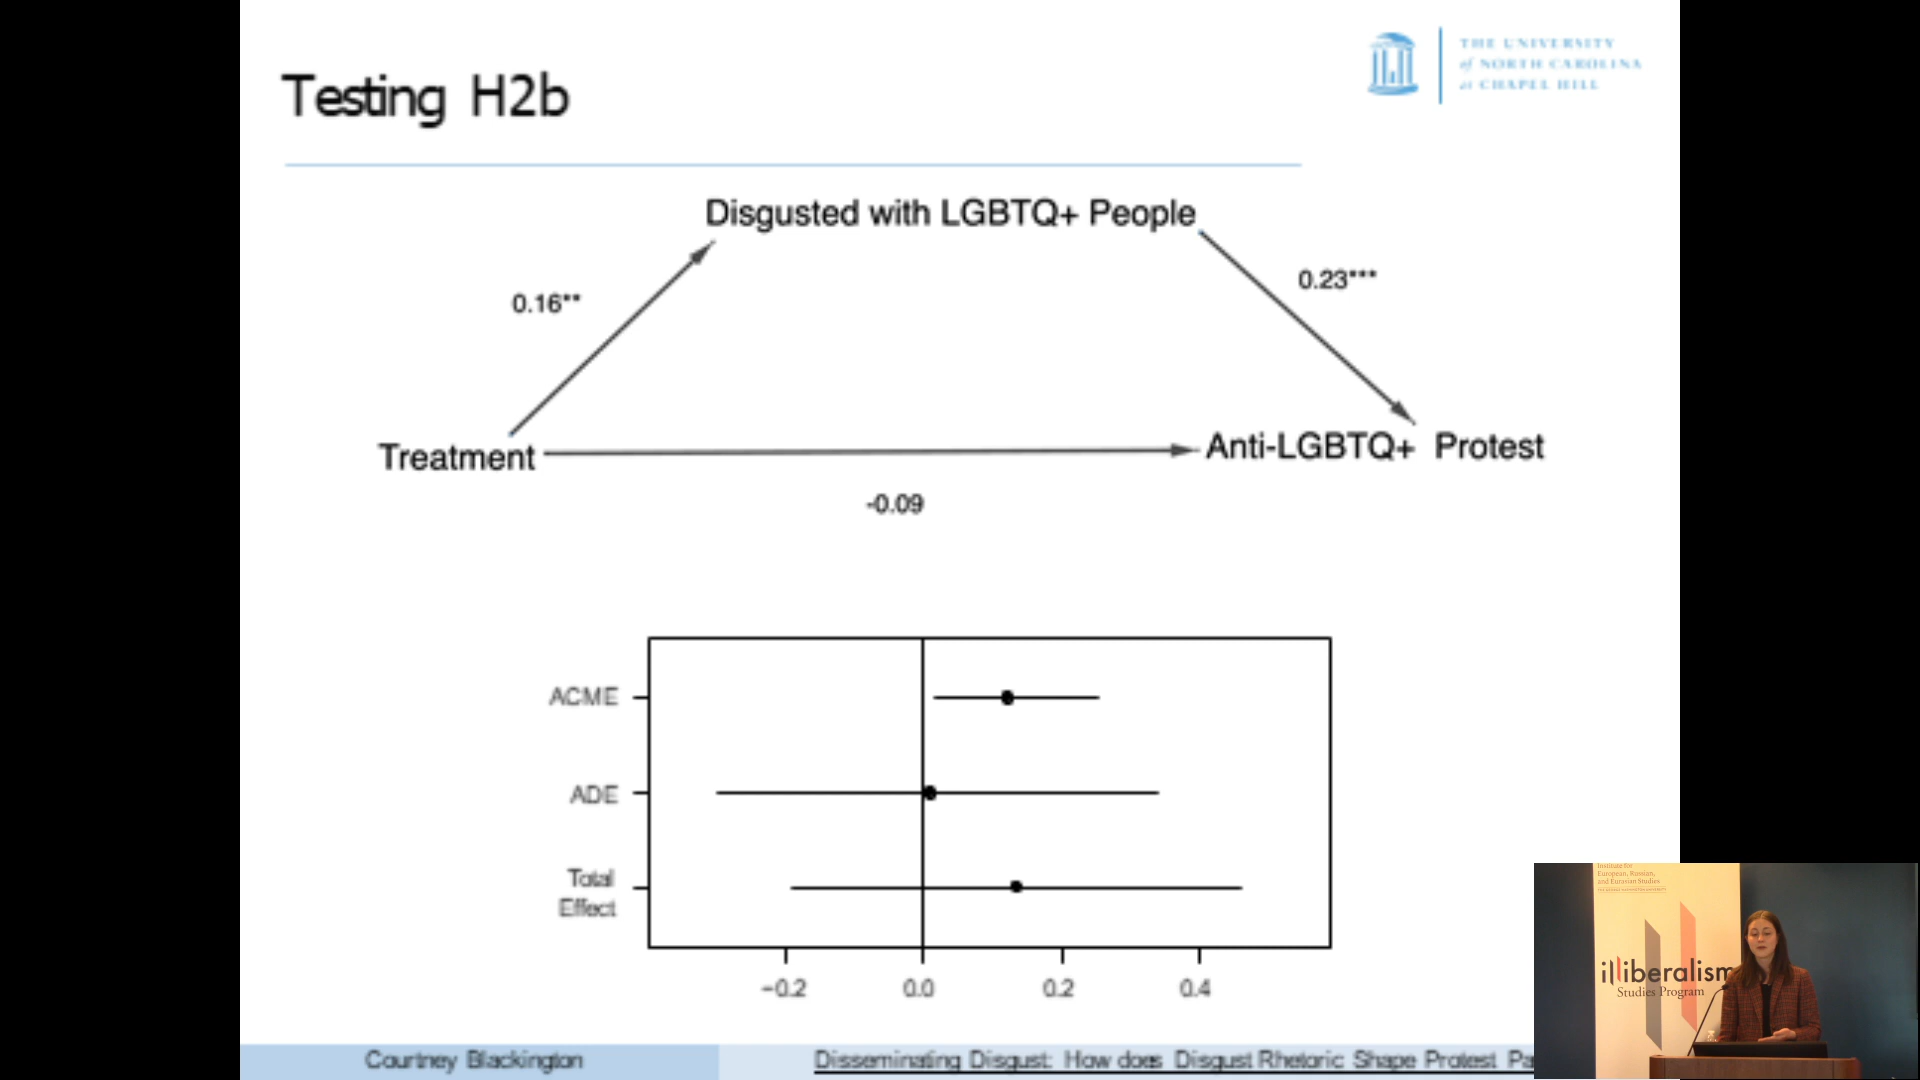 Testing H2b
THE UNIVERSITY
of NORTH CAROLINA
at CHAPEL HILL
Disgusted with LGBTQ+ People
0.16**
0.23***
Treatment
Anti-LGBTQ+ Protest
-0.09
ACME
ADE
Total
Effect
−0.2 0.0 0.2 0.4
Courtney Blackington
Disseminating Disgust: How does Disgust Rhetoric Shape Protest Pa
Institute for
European, Russian,
and Eurasian Studies
illiberalism
Studies Program